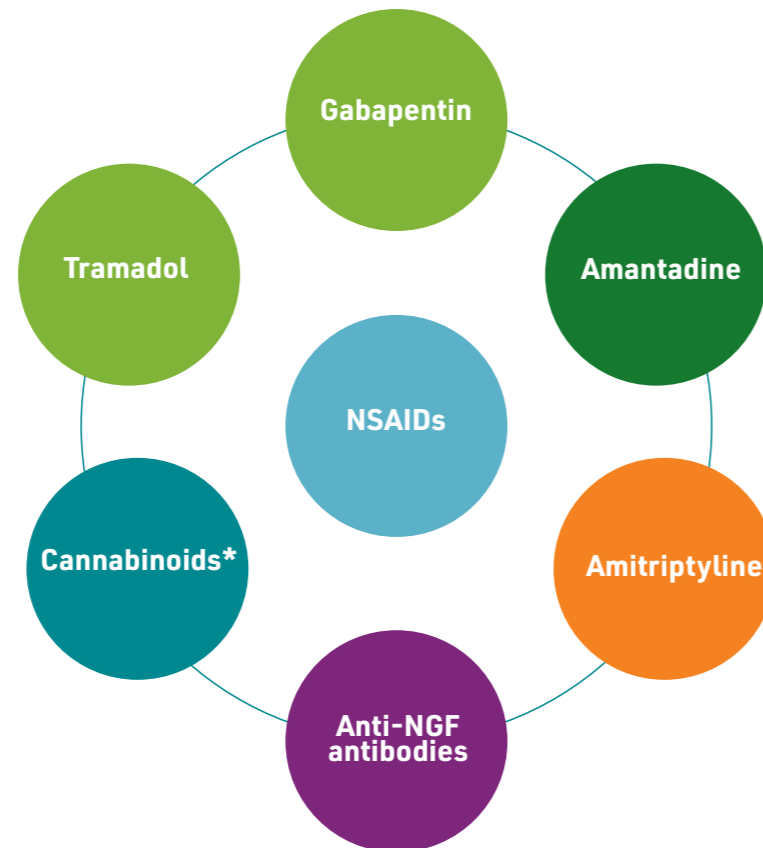 Gabapentin
Tramadol
Amantadine
NSAIDs
Cannabinoids*
Amitriptyline
Anti-NGF
antibodies